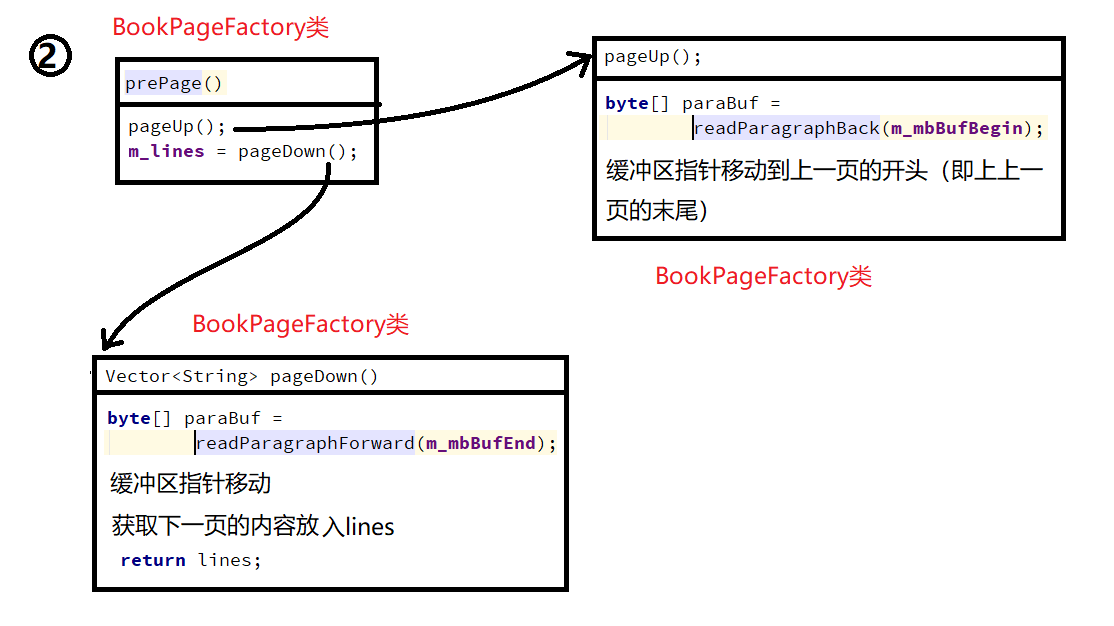 ②
BookPageFactory类
prePage()
pageUp();
m_lines = pageDown();
pageUp();
byte[] paraBuf =
readParagraphBack(m_mbBufBegin);
缓冲区指针移动到上一页的开头（即上上一
页的末尾）
BookPageFactory类
BookPageFactory类
Vector<String> pageDown()
byte[] paraBuf =
readParagraphForward(m_mbBufEnd);
缓冲区指针移动
获取下一页的内容放入lines
return lines;